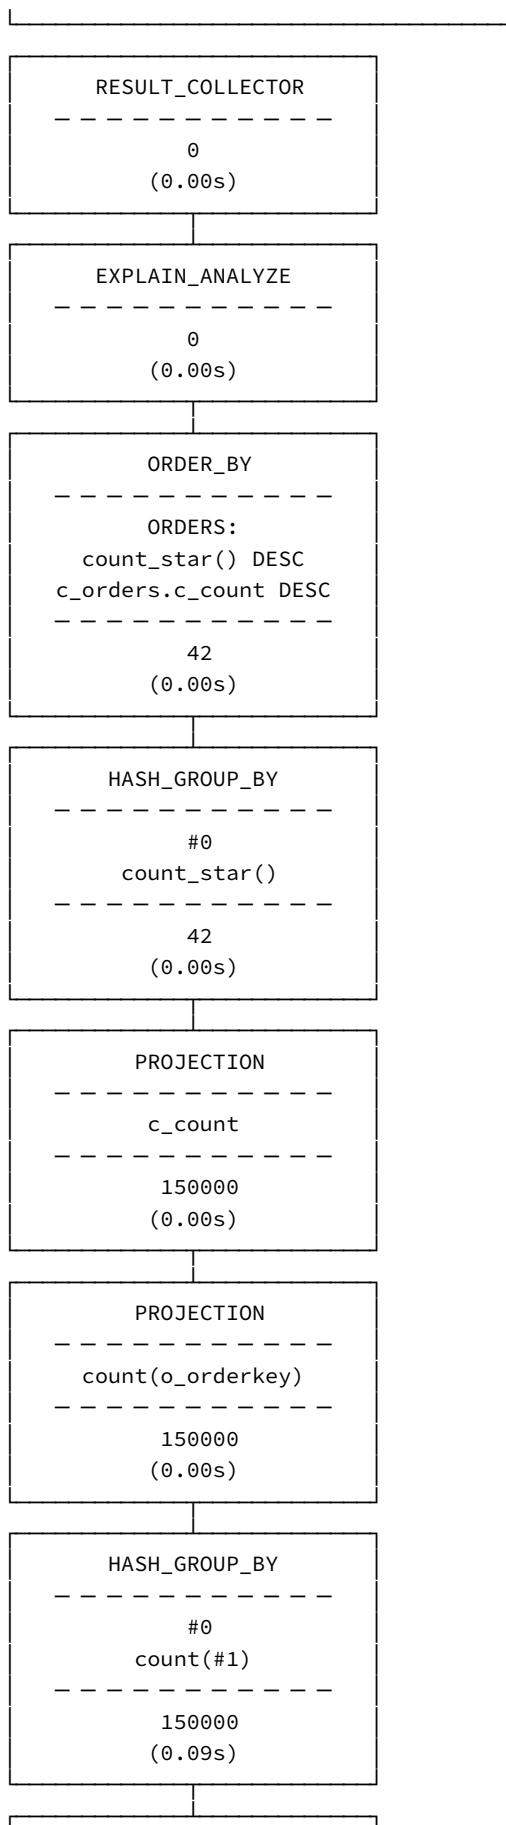 RESULT_COLLECTOR
─ ─ ─ ─ ─ ─ ─ ─ ─ ─ ─
0
(0.00s)
EXPLAIN_ANALYZE
─ ─ ─ ─ ─ ─ ─ ─ ─ ─ ─
0
(0.00s)
ORDER_BY
─ ─ ─ ─ ─ ─ ─ ─ ─ ─ ─
ORDERS:
count_star() DESC
c_orders.c_count DESC
─ ─ ─ ─ ─ ─ ─ ─ ─ ─ ─
42
(0.00s)
HASH_GROUP_BY
─ ─ ─ ─ ─ ─ ─ ─ ─ ─ ─
#0
count_star()
─ ─ ─ ─ ─ ─ ─ ─ ─ ─ ─
42
(0.00s)
PROJECTION
─ ─ ─ ─ ─ ─ ─ ─ ─ ─ ─
c_count
─ ─ ─ ─ ─ ─ ─ ─ ─ ─ ─
150000
(0.00s)
PROJECTION
─ ─ ─ ─ ─ ─ ─ ─ ─ ─ ─
count(o_orderkey)
─ ─ ─ ─ ─ ─ ─ ─ ─ ─ ─
150000
(0.00s)
HASH_GROUP_BY
─ ─ ─ ─ ─ ─ ─ ─ ─ ─ ─
#0
count(#1)
─ ─ ─ ─ ─ ─ ─ ─ ─ ─ ─
150000
(0.09s)